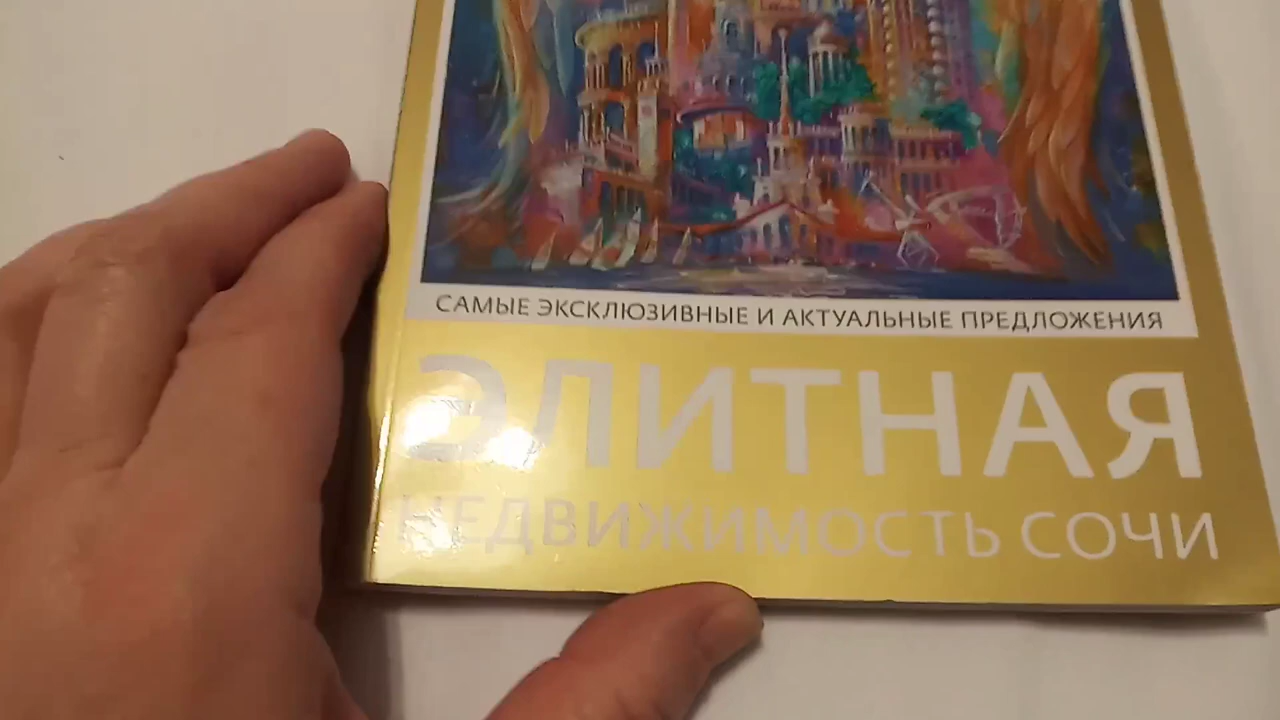 САМЫЕ ЭКСКЛЮЗИВНЫЕ И АКТУАЛЬНЫЕ ПРЕДЛОЖЕНИЯ
ЭЛИТНАЯ
НЕДВИЖИМОСТЬ СОЧИ